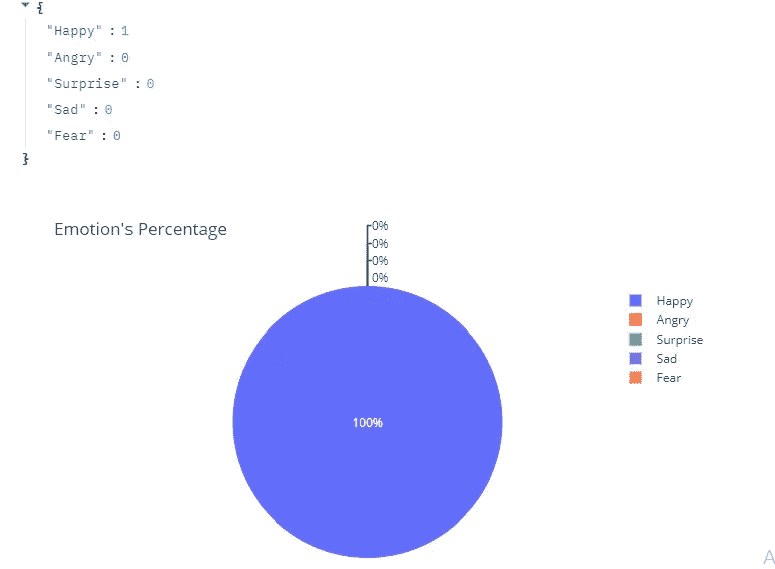 {
"Happy" : 1
"Angry" : 0
"Surprise" : 0
"Sad" : 0
"Fear" : 0
}
Emotion's Percentage
0%
0%
0%
0%
100%
Happy
Angry
Surprise
Sad
Fear
A